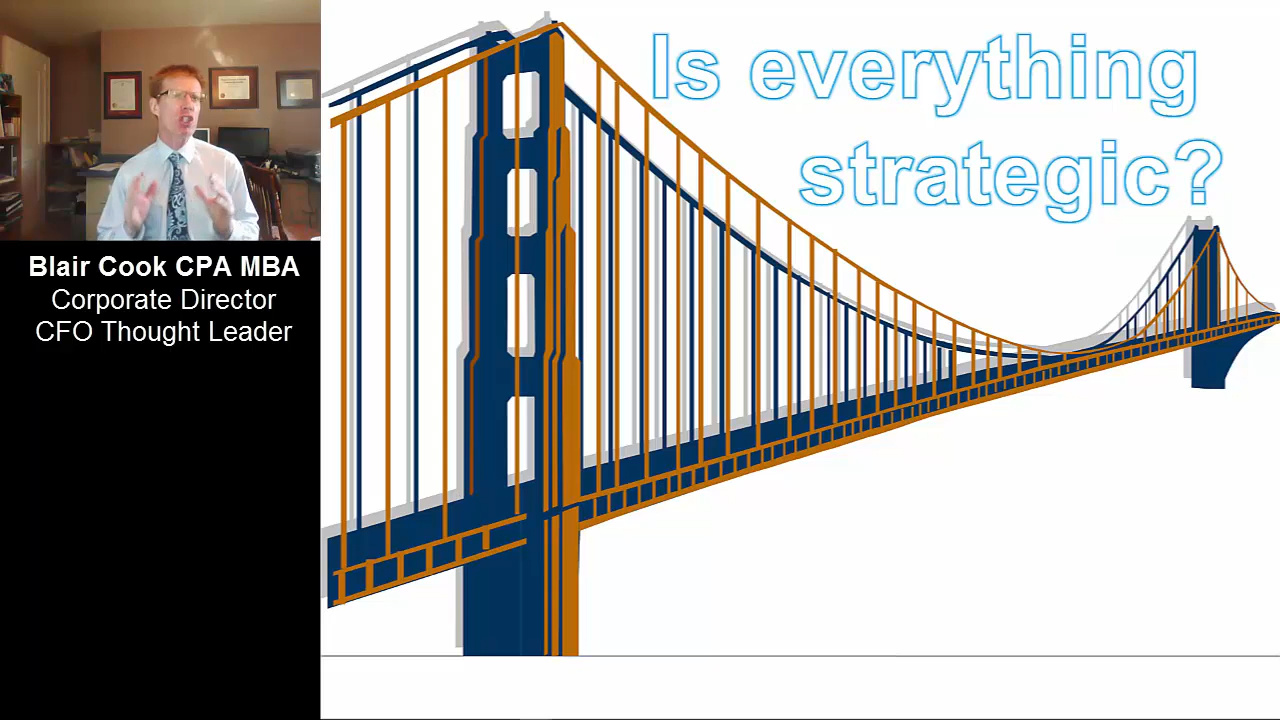 Is everything
strategic?
Blair Cook CPA MBA
Corporate Director
CFO Thought Leader